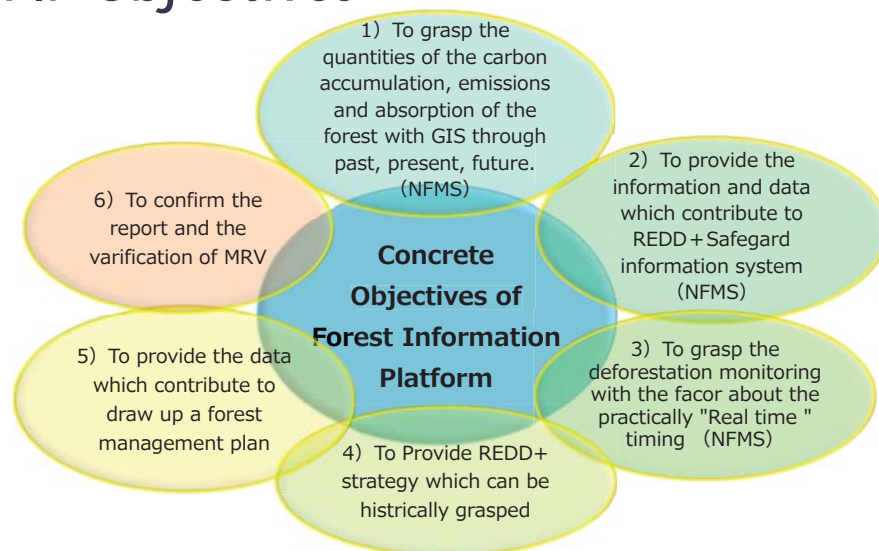 Objectives
1）To grasp the
quantities of the carbon
accumulation, emissions
and absorption of the
forest with GIS through
past, present, future.
（NFMS）
2）To provide the
information and data
which contribute to
REDD＋Safegard
information system
（NFMS）
3）To grasp the
deforestation monitoring
with the facor about the
practically "Real time "
timing （NFMS）
4）To Provide REDD+
strategy which can be
histrically grasped
5）To provide the data
which contribute to
draw up a forest
management plan
6）To confirm the
report and the
varification of MRV
Concrete
Objectives of
Forest Information
Platform